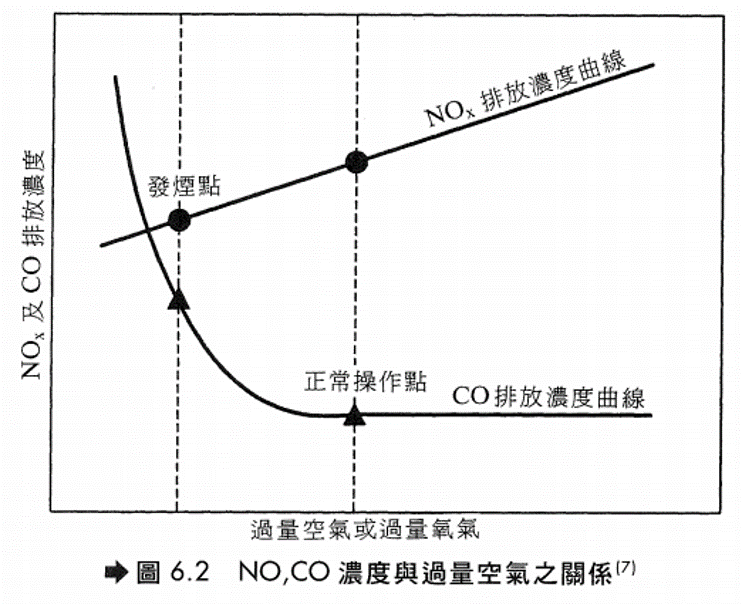 NOₓ 排放濃度曲線
發煙點
NOₓ 及 CO 排放濃度
正常操作點
CO 排放濃度曲線
過量空氣或過量氧氣
➡ 圖 6.2 NO,CO 濃度與過量空氣之關係⁽⁷⁾